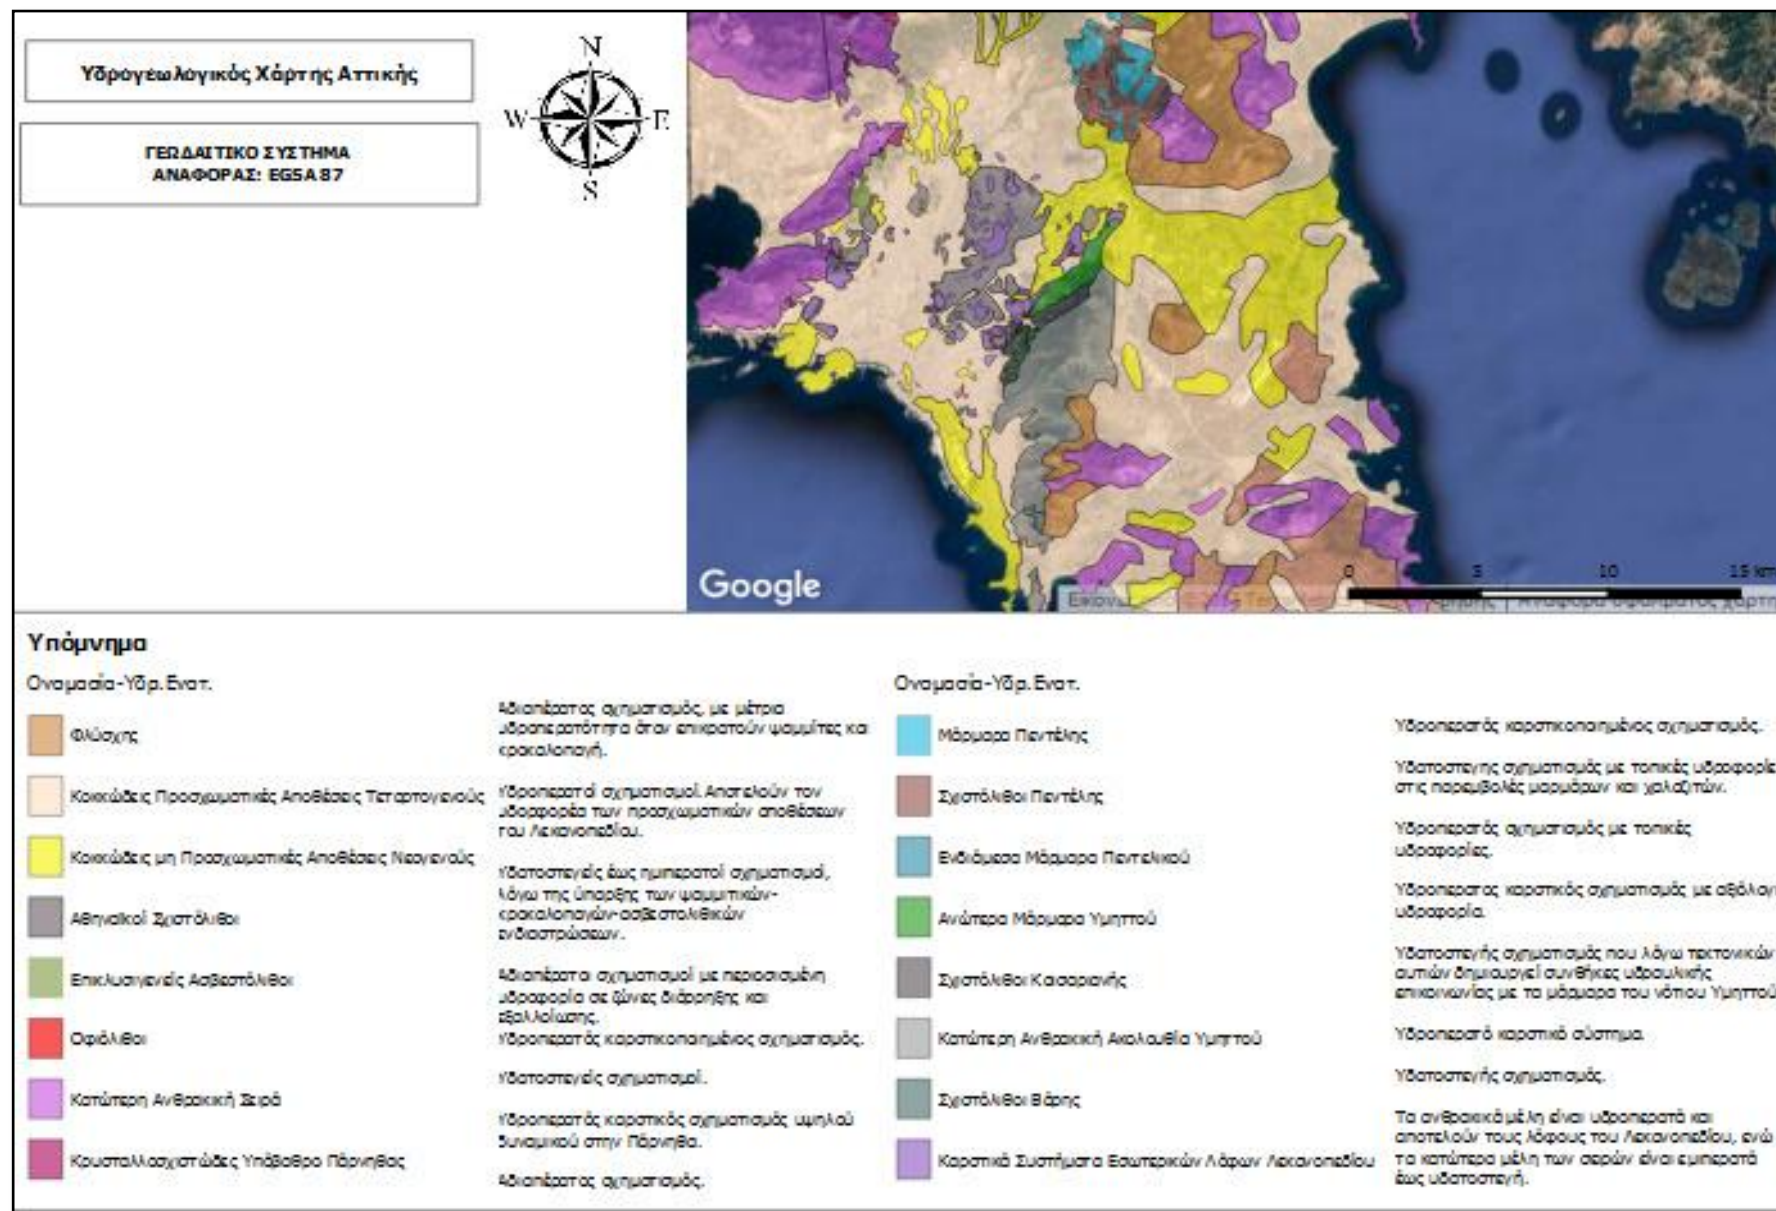 Υδρογεωλογικός Χάρτης Αττικής
ΓΕΩΔΑΙΤΙΚΟ ΣΥΣΤΗΜΑ
ΑΝΑΦΟΡΑΣ: EGSA 87
N
W
E
S
Google
0
5
10
15 km
Υπόμνημα
Ονομασία-Υδρ.Ενοτ.
Φλύσχης
Κοκκώδεις Προσχωματικές Αποθέσεις Τεταρτογενούς
Κοκκώδεις μη Προσχωματικές Αποθέσεις Νεογενούς
Αθηναϊκοί Σχιστόλιθοι
Επικλυσιγενείς Ασβεστόλιθοι
Οφιόλιθοι
Κατώτερη Ανθρακική Σειρά
Κρυσταλλοσχιστώδες Υπόβαθρο Πάρνηθας
Αδιαπέρατος σχηματισμός, με μέτρια
υδροπερατότητα όταν επικρατούν ψαμμίτες και
κροκαλοπαγή.
Υδροπερατοί σχηματισμοί. Αποτελούν τον
υδροφορέα των προσχωματικών αποθέσεων
του Λεκανοπεδίου.
Υδατοστεγείς έως ημιπερατοί σχηματισμοί,
λόγω της ύπαρξης των ψαμμιτικών-
κροκαλοπαγών-ασβεστολιθικών
ενδιαστρώσεων.
Αδιαπέρατοι σχηματισμοί με περιοσισμένη
υδροφορία σε ζώνες διάρρηξης και
εξαλλοίωσης.
Υδροπερατός καρστικοποιημένος σχηματισμός.
Υδατοστεγείς σχηματισμοί.
Υδροπερατός καρστικός σχηματισμός υψηλού
δυναμικού στην Πάρνηθα.
Αδιαπέρατος σχηματισμός.
Ονομασία-Υδρ.Ενοτ.
Μάρμαρα Πεντέλης
Σχιστόλιθοι Πεντέλης
Ενδιάμεσα Μάρμαρα Πεντελικού
Ανώτερα Μάρμαρα Υμηττού
Σχιστόλιθοι Καισαριανής
Κατώτερη Ανθρακική Ακολουθία Υμηττού
Σχιστόλιθοι Βάρης
Καρστικά Συστήματα Εσωτερικών Λόφων Λεκανοπεδίου
Υδροπερατός καρστικοποιημένος σχηματισμός.
Υδατοστεγης σχηματισμός με τοπικές υδροφορίε
στις παρεμβολές μαρμάρων και χαλαζιτών.
Υδροπερατός σχηματισμός με τοπικές
υδροφορίες.
Υδροπερατος καρστικός σχηματισμός με αξιόλογη
υδροφορία.
Υδατοστεγής σχηματισμός που λόγω τεκτονικών
αυτιών δημιουργεί συνθήκες υδραυλικής
επικοινωνίας με τα μάρμαρα του νότιου Υμηττού
Υδροπερατό καρστικό σύστημα.
Υδατοστεγής σχηματισμός.
Τα ανθρακικά μέλη είναι υδροπερατά και
αποτελούν τους λόφους του Λεκανοπεδίου, ενώ
τα κατώτερα μέλη των σειρών είναι ειμιπερατά
έως υδατοστεγή.